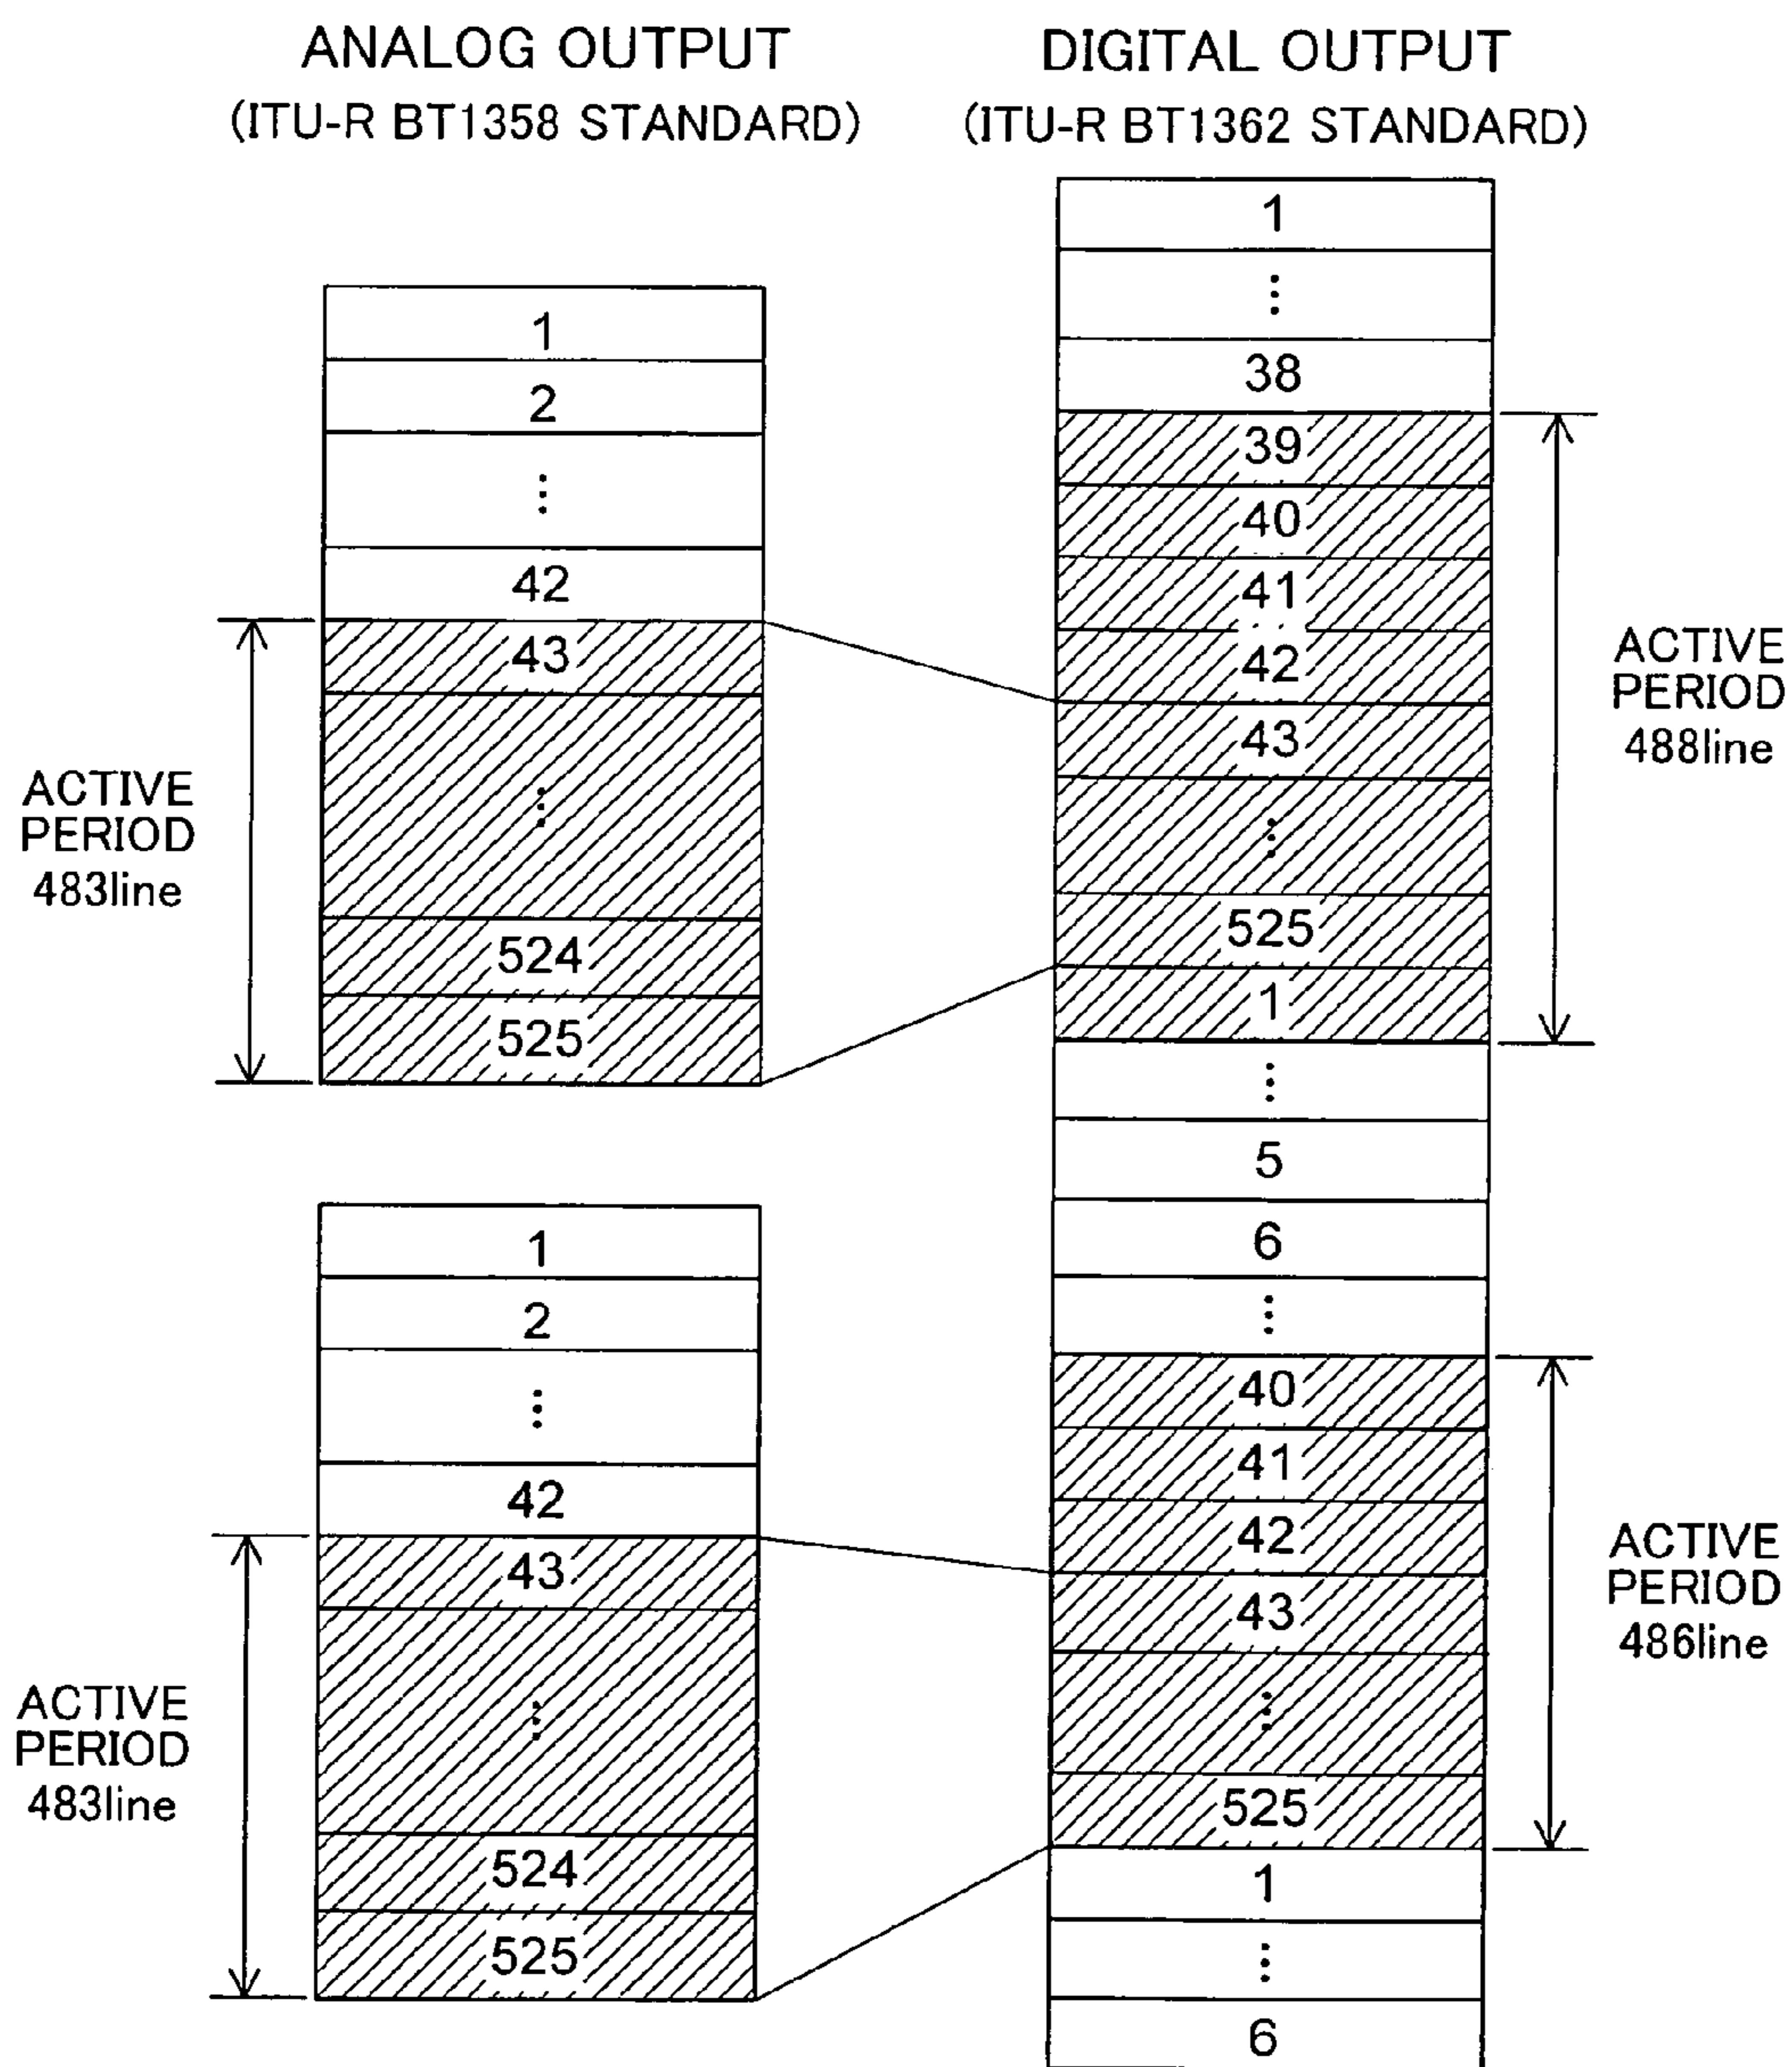 ANALOG OUTPUT
(ITU-R BT1358 STANDARD)
1
2
⋮
42
43
⋮
524
525
ACTIVE
PERIOD
483line
1
2
⋮
42
43
⋮
524
525
ACTIVE
PERIOD
483line
DIGITAL OUTPUT
(ITU-R BT1362 STANDARD)
1
⋮
38
39
40
41
42
43
⋮
525
1
⋮
5
6
⋮
40
41
42
43
⋮
525
1
⋮
6
ACTIVE
PERIOD
488line
ACTIVE
PERIOD
486line